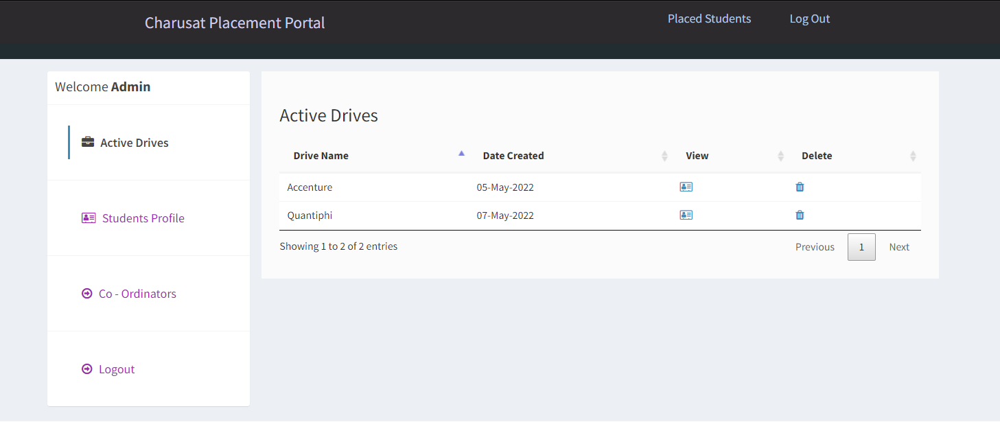 Charusat Placement Portal
Placed Students
Log Out
Welcome Admin
Active Drives
Students Profile
Co - Ordinators
Logout
Active Drives
Drive Name Date Created View Delete
Accenture 05-May-2022
Quantiphi 07-May-2022
Showing 1 to 2 of 2 entries
Previous 1 Next